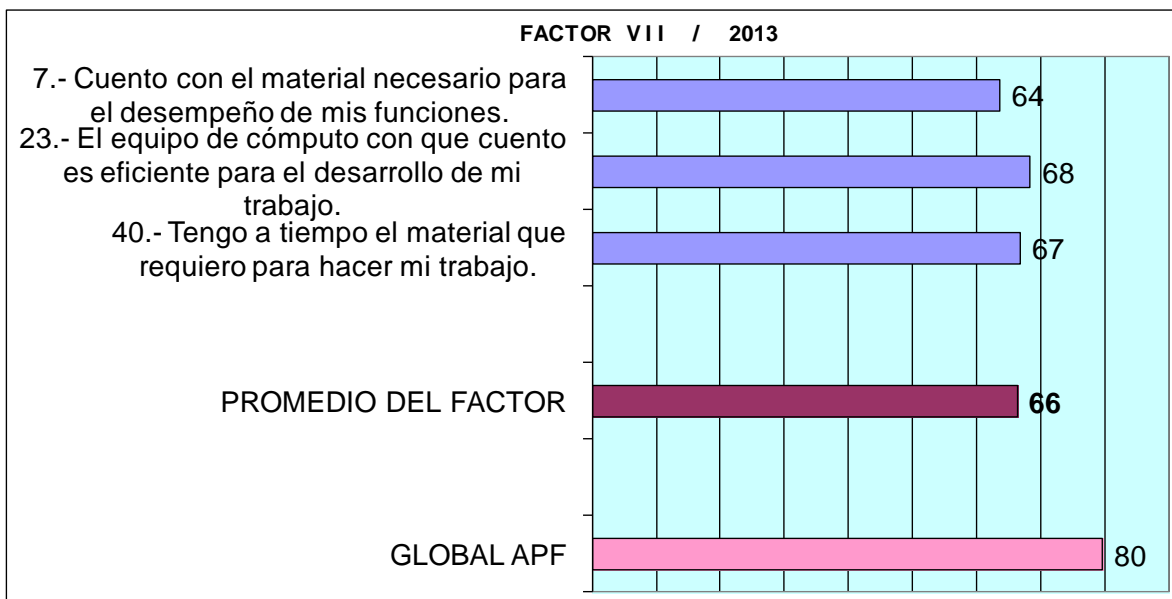 FACTOR VII / 2013
7.- Cuento con el material necesario para
el desempeño de mis funciones.
64
23.- El equipo de cómputo con que cuento
es eficiente para el desarrollo de mi
trabajo.
68
40.- Tengo a tiempo el material que
requiero para hacer mi trabajo.
67
PROMEDIO DEL FACTOR
66
GLOBAL APF
80